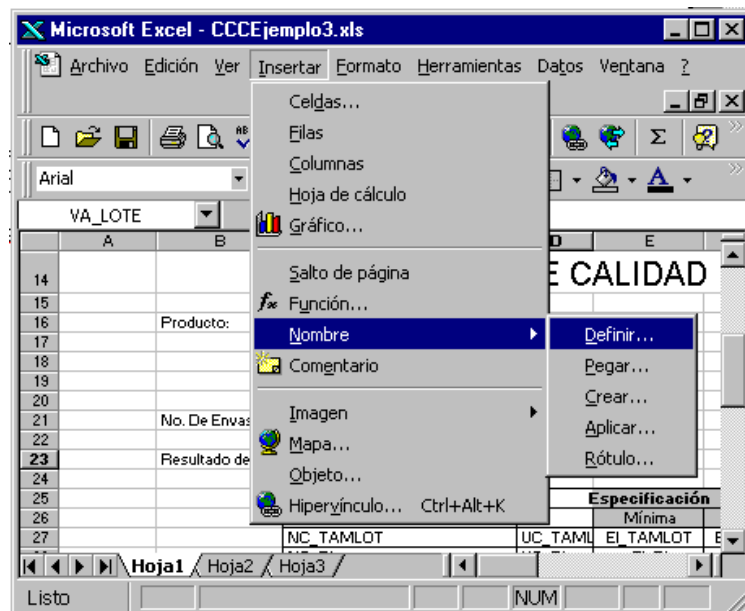 Microsoft Excel - CCCEjemplo3.xls
Archivo Edición Ver Insertar Formato Herramientas Datos Ventana ?
Celdas...
Filas
Columnas
Hoja de cálculo
Gráfico...
Salto de página
Función...
Nombre
Comentario
Imagen
Mapa...
Objeto...
Hipervínculo... Ctrl+Alt+K
Definir...
Pegar...
Crear...
Aplicar...
Rótulo...
Arial
VA_LOTE
A B D E
14 E CALIDAD
15
16 Producto:
17
18
19
20
21 No. De Envas
22
23 Resultado de
24
25 Especificación
26 Mínima
27 NC_TAMLOT UC_TAML EI_TAMLOT E
Hoja1 Hoja2 Hoja3
Listo NUM